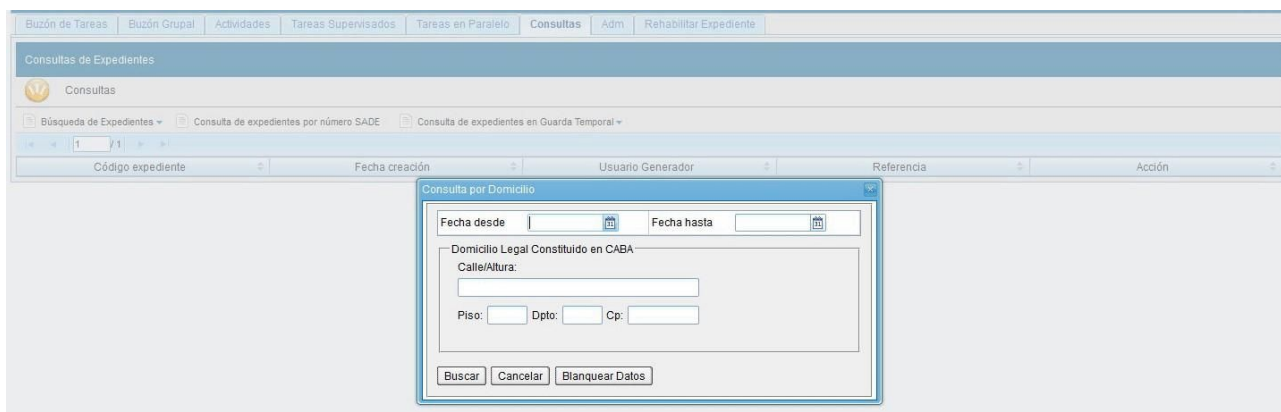 Buzón de Tareas Buzón Grupal Actividades Tareas Supervisados Tareas en Paralelo Consultas Adm Rehabilitar Expediente
Consultas de Expedientes
Consultas
Búsqueda de Expedientes Consulta de expedientes por número SADE Consulta de expedientes en Guarda Temporal
1 / 1
Código expediente Fecha creación Usuario Generador Referencia Acción
Consulta por Domicilio
Fecha desde Fecha hasta
Domicilio Legal Constituido en CABA
Calle/Altura:
Piso: Dpto: Cp:
Buscar Cancelar Blanquear Datos